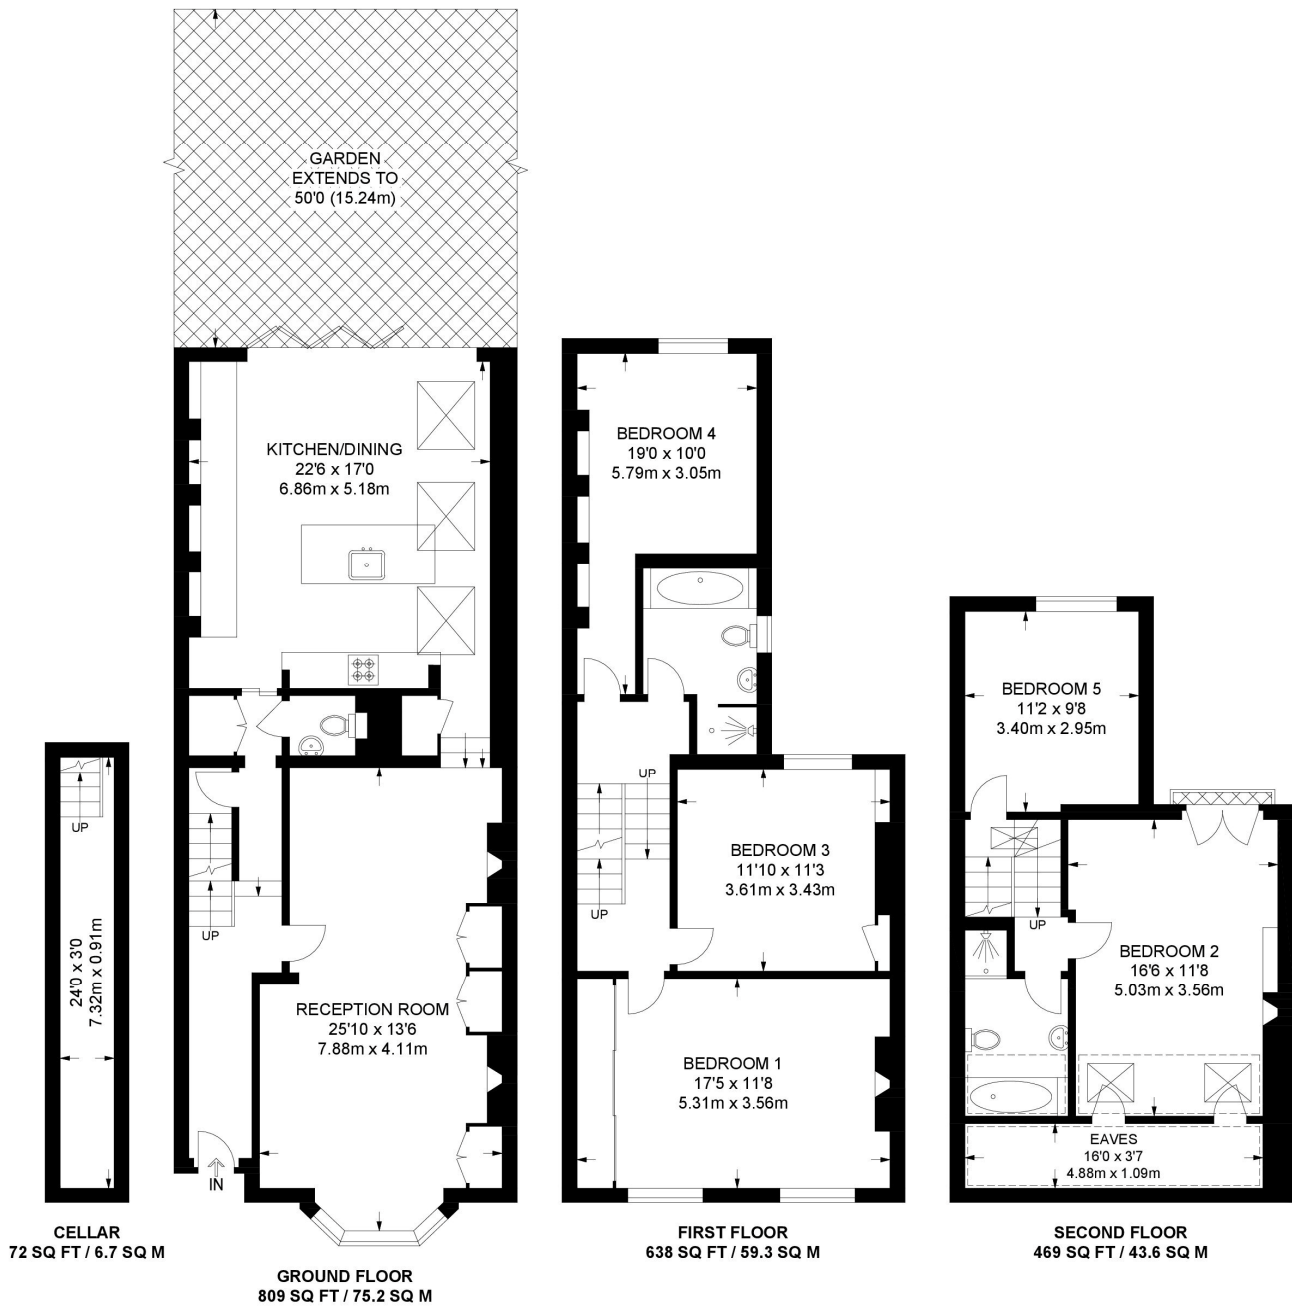 GARDEN
EXTENDS TO
50'0 (15.24m)
KITCHEN/DINING
22'6 x 17'0
6.86m x 5.18m
UP
RECEPTION ROOM
25'10 x 13'6
7.88m x 4.11m
IN
GROUND FLOOR
809 SQ FT / 75.2 SQ M
UP
24'0 x 3'0
7.32m x 0.91m
CELLAR
72 SQ FT / 6.7 SQ M
BEDROOM 4
19'0 x 10'0
5.79m x 3.05m
UP
UP
BEDROOM 3
11'10 x 11'3
3.61m x 3.43m
BEDROOM 1
17'5 x 11'8
5.31m x 3.56m
FIRST FLOOR
638 SQ FT / 59.3 SQ M
BEDROOM 5
11'2 x 9'8
3.40m x 2.95m
UP
BEDROOM 2
16'6 x 11'8
5.03m x 3.56m
EAVES
16'0 x 3'7
4.88m x 1.09m
SECOND FLOOR
469 SQ FT / 43.6 SQ M